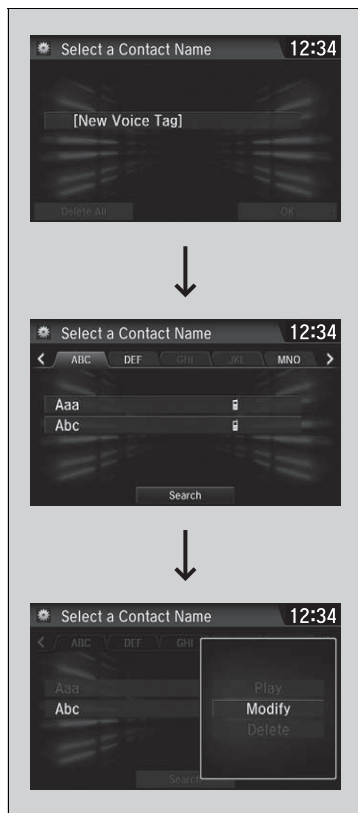 Select a Contact Name 12:34
[New Voice Tag]
Delete All OK
Select a Contact Name 12:34
ABC DEF GHI JKL MNO
Aaa
Abc
Search
Select a Contact Name 12:34
ABC DEF GHI
Aaa Play
Abc Modify
Delete
Search